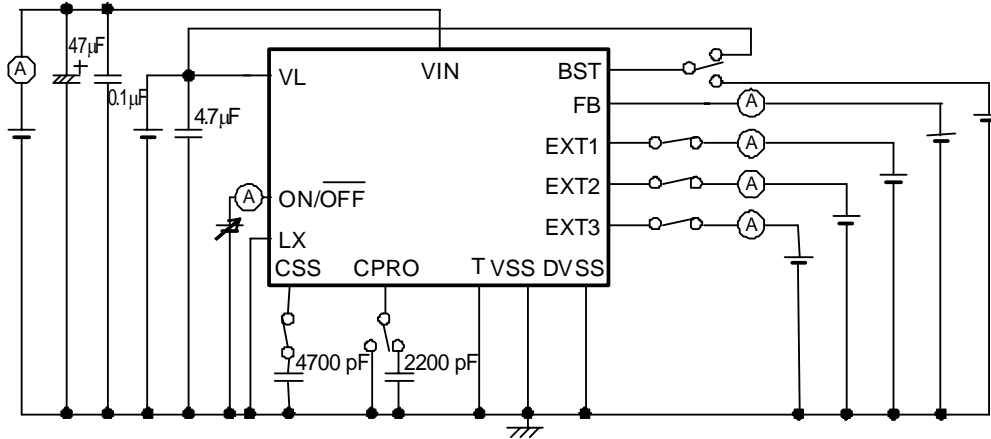 A
47µF
+
0.1µF
VL
4.7µF
VIN
BST
FB
A
EXT1
A
EXT2
A
EXT3
A
A
ON/OFF
LX
CSS
CPRO
T
VSS
DVSS
4700 pF
2200 pF